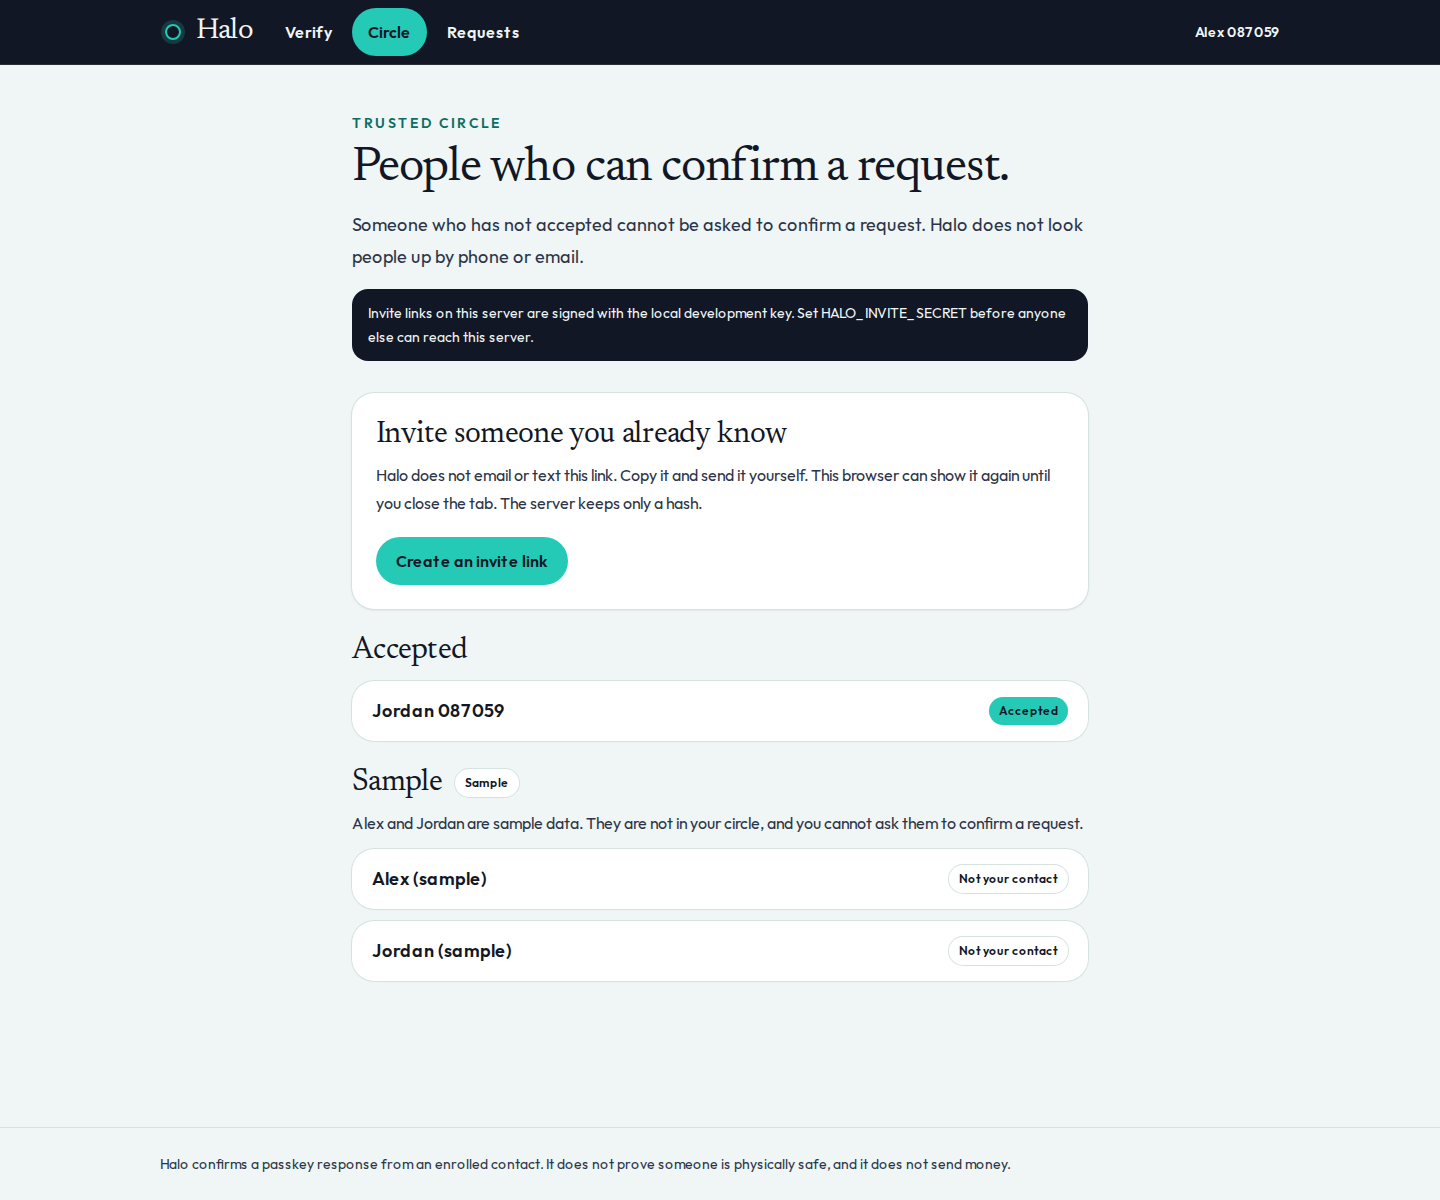 Halo
Verify
Circle
Requests
Alex 087059
TRUSTED CIRCLE
People who can confirm a request.
Someone who has not accepted cannot be asked to confirm a request. Halo does not look
people up by phone or email.
Invite links on this server are signed with the local development key. Set HALO_INVITE_SECRET before anyone
else can reach this server.
Invite someone you already know
Halo does not email or text this link. Copy it and send it yourself. This browser can show it again until
you close the tab. The server keeps only a hash.
Create an invite link
Accepted
Jordan 087059
Accepted
Sample
Sample
Alex and Jordan are sample data. They are not in your circle, and you cannot ask them to confirm a request.
Alex (sample)
Not your contact
Jordan (sample)
Not your contact
Halo confirms a passkey response from an enrolled contact. It does not prove someone is physically safe, and it does not send money.